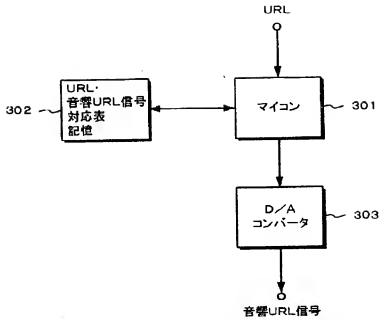 URL
302
URL・
音響URL信号
対応表
記憶
マイコン
301
D/A
コンバータ
303
音響URL信号